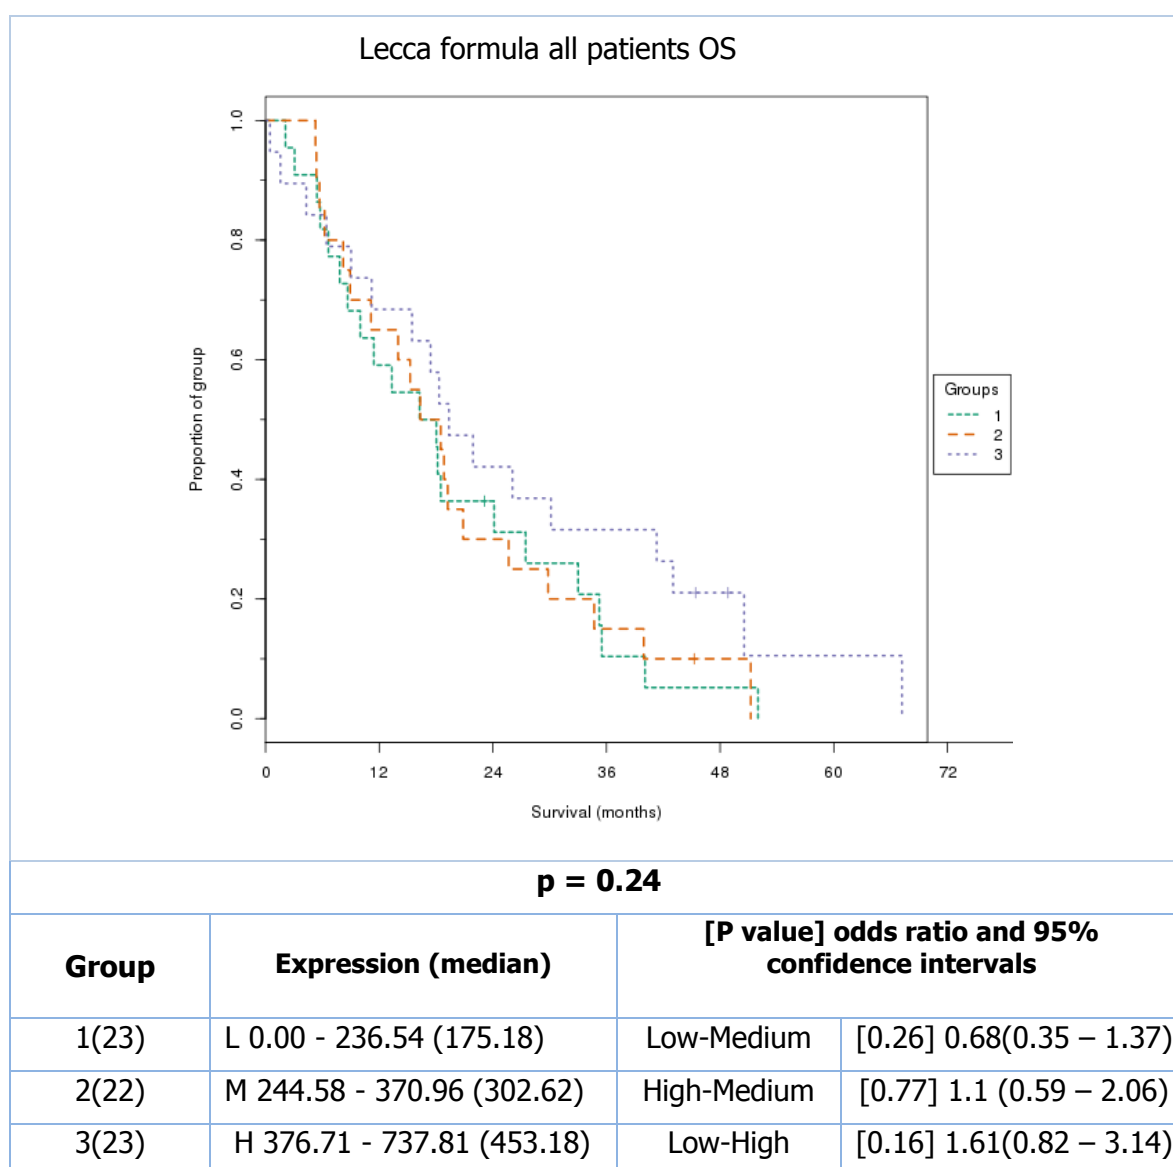 Lecca formula all patients OS
1.0
0.8
0.6
0.4
0.2
0.0
Proportion of group
0 12 24 36 48 60 72
Survival (months)
Groups
1
2
3
p = 0.24
Group Expression (median) [P value] odds ratio and 95%
confidence intervals
1(23) L 0.00 - 236.54 (175.18) Low-Medium [0.26] 0.68(0.35 – 1.37)
2(22) M 244.58 - 370.96 (302.62) High-Medium [0.77] 1.1 (0.59 – 2.06)
3(23) H 376.71 - 737.81 (453.18) Low-High [0.16] 1.61(0.82 – 3.14)